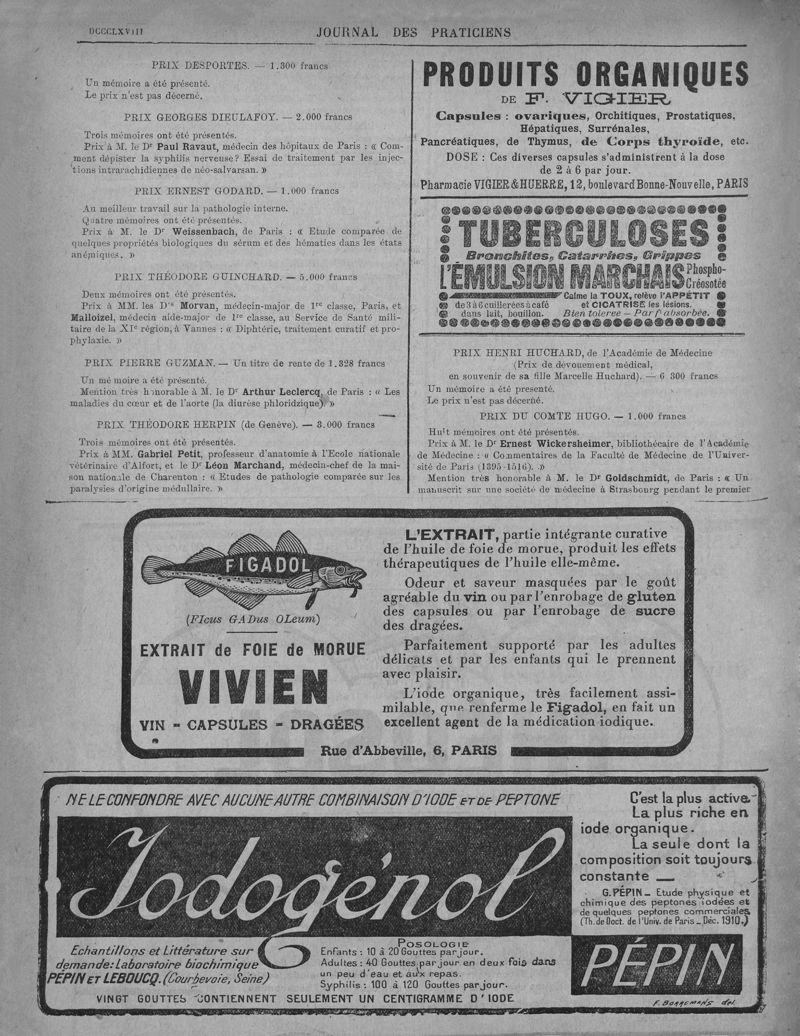 DCCCLXVIII
JOURNAL DES PRATICIENS
PRIX DESPORTES. — 1.300 francs
Un mémoire a été présenté.
Le prix n'est pas décerné.
PRIX GEORGES DIEULAFOY. — 2.000 francs
Trois mémoires ont été présentés.
Prix à M. le Dr Paul Ravaut, médecin des hôpitaux de Paris : « Com-
ment dépister la syphilis nerveuse ? Essai de traitement par les injec-
tions intrarachidiennes de néo-salvarsan. »
PRIX ERNEST GODARD. — 1.000 francs
Au meilleur travail sur la pathologie interne.
Quatre mémoires ont été présentés.
Prix à M. le Dr Weissenbach, de Paris : « Etude comparée de
quelques propriétés biologiques du sérum et des hématies dans les états
anémiques. »
PRIX THÉODORE GUINCHARD. — 5.000 francs
Deux mémoires ont été présentés.
Prix à MM. les Drs Morvan, médecin-major de 1re classe, Paris, et
Malloizel, médecin aide-major de 1re classe, au Service de Santé mili-
taire de la XIe région, à Vannes : « Diphtérie, traitement curatif et pro-
phylaxie. »
PRIX PIERRE GUZMAN. — Un titre de rente de 1.328 francs
Un mé moire a été présenté.
Mention très honorable à M. le Dr Arthur Leclercq, de Paris : « Les
maladies du cœur et de l'aorte (la diurèse phloridzique). »
PRIX THÉODORE HERPIN (de Genève). — 3.000 francs
Trois mémoires ont été présentés.
Prix à MM. Gabriel Petit, professeur d'anatomie à l'Ecole nationale
vétérinaire d'Alfort, et le Dr Léon Marchand, médecin-chef de la mai-
son nationale de Charenton : « Etudes de pathologie comparée sur les
paralysies d'origine médullaire. »
PRODUITS ORGANIQUES
DE F. VIGIER
Capsules : ovariques, Orchitiques, Prostatiques,
Hépatiques, Surrénales,
Pancréatiques, de Thymus, de Corps thyroïde, etc.
DOSE : Ces diverses capsules s'administrent à la dose
de 2 à 6 par jour.
Pharmacie VIGIER & HUERRE, 12, boulevard Bonne-Nouvelle, PARIS
TUBERCULOSES
Bronchites, Catarrhes, Grippes
L'ÉMULSION MARCHAIS Phospho-
Créosotée
Calme la TOUX, relève l'APPÉTIT
de 3 à 6 cuillerées à café et CICATRISE les lésions.
dans lait, bouillon. Bien tolérée — Parft absorbée.
PRIX HENRI HUCHARD, de l'Académie de Médecine
(Prix de dévouement médical,
en souvenir de sa fille Marcelle Huchard). — 6 300 francs
Un mémoire a été présenté.
Le prix n'est pas décerné.
PRIX DU COMTE HUGO. — 1.000 francs
Huit mémoires ont été présentés.
Prix à M. le Dr Ernest Wickersheimer, bibliothécaire de l'Académie
de Médecine : « Commentaires de la Faculté de Médecine de l'Univer-
sité de Paris (1395-1516). »
Mention très honorable à M. le Dr Goldschmidt, de Paris : « Un
manuscrit sur une société de médecine à Strasbourg pendant le premier
FIGADOL
(FIcus GADus OLeum)
EXTRAIT de FOIE de MORUE
VIVIEN
VIN - CAPSULES - DRAGÉES
L'EXTRAIT, partie intégrante curative
de l'huile de foie de morue, produit les effets
thérapeutiques de l'huile elle-même.
Odeur et saveur masquées par le goût
agréable du vin ou par l'enrobage de gluten
des capsules ou par l'enrobage de sucre
des dragées.
Parfaitement supporté par les adultes
délicats et par les enfants qui le prennent
avec plaisir.
L'iode organique, très facilement assi-
milable, que renferme le Figadol, en fait un
excellent agent de la médication iodique.
Rue d'Abbeville, 6, PARIS
NE LE CONFONDRE AVEC AUCUNE AUTRE COMBINAISON D'IODE ET DE PEPTONE
Iodogénol
C'est la plus active
La plus riche en
iode organique.
La seule dont la
composition soit toujours
constante —
G. PÉPIN _ Etude physique et
chimique des peptones iodées et
de quelques peptones commerciales
(Th. de Doct. de l'Univ. de Paris _ Déc. 1910.)
Echantillons et Littérature sur
demande: Laboratoire biochimique
PÉPIN ET LEBOUCQ. (Courbevoie, Seine)
POSOLOGIE
Enfants : 10 à 20 Gouttes par jour.
Adultes : 40 Gouttes par jour en deux fois dans
un peu d'eau et aux repas.
Syphilis : 100 à 120 Gouttes par jour.
VINGT GOUTTES CONTIENNENT SEULEMENT UN CENTIGRAMME D'IODE
PÉPIN